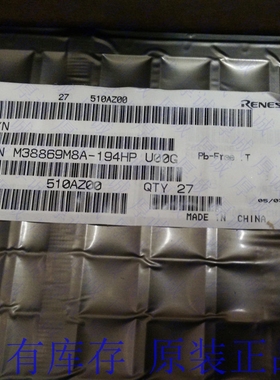 27 510AZ00
RENES
N M38869M8A-194HP U00G
Pb-Free T
510AZ00
QTY 27
MADE IN CHINA
有库存 原装正